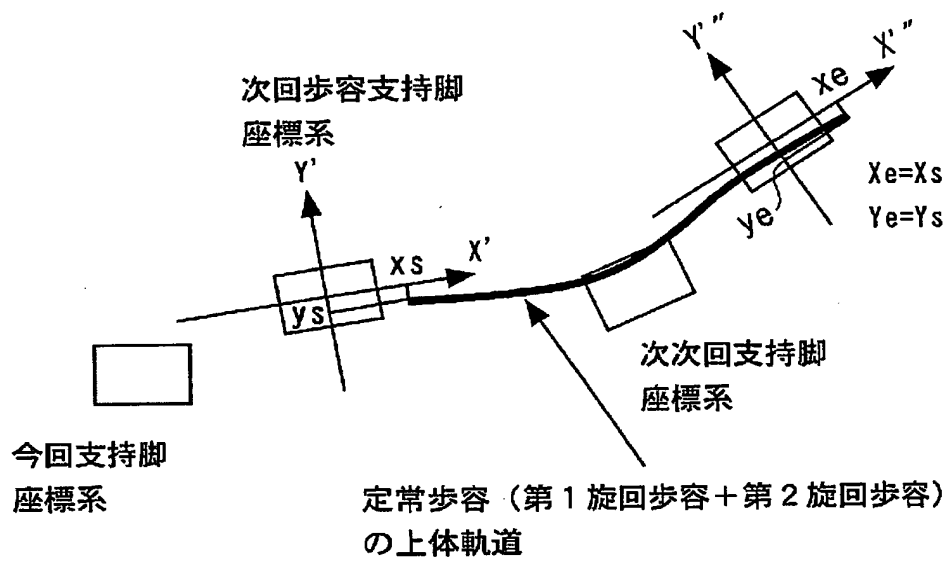 次回歩容支持脚
座標系
Y'
X'
xs
ys
Y'"
X'"
xe
ye
Xe=Xs
Ye=Ys
次次回支持脚
座標系
今回支持脚
座標系
定常歩容（第１旋回歩容＋第２旋回歩容）
の上体軌道